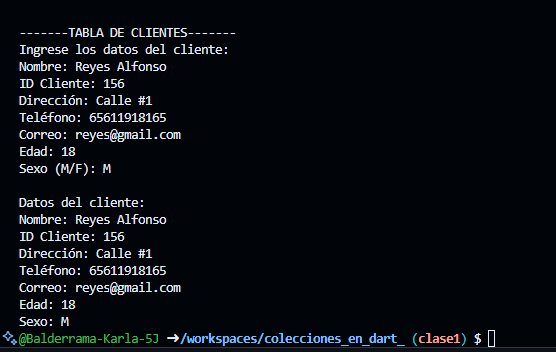 -------TABLA DE CLIENTES-------
Ingrese los datos del cliente:
Nombre: Reyes Alfonso
ID Cliente: 156
Dirección: Calle #1
Teléfono: 65611918165
Correo: reyes@gmail.com
Edad: 18
Sexo (M/F): M
Datos del cliente:
Nombre: Reyes Alfonso
ID Cliente: 156
Dirección: Calle #1
Teléfono: 65611918165
Correo: reyes@gmail.com
Edad: 18
Sexo: M
@Balderrama-Karla-5J ➜/workspaces/colecciones_en_dart_ (clase1) $